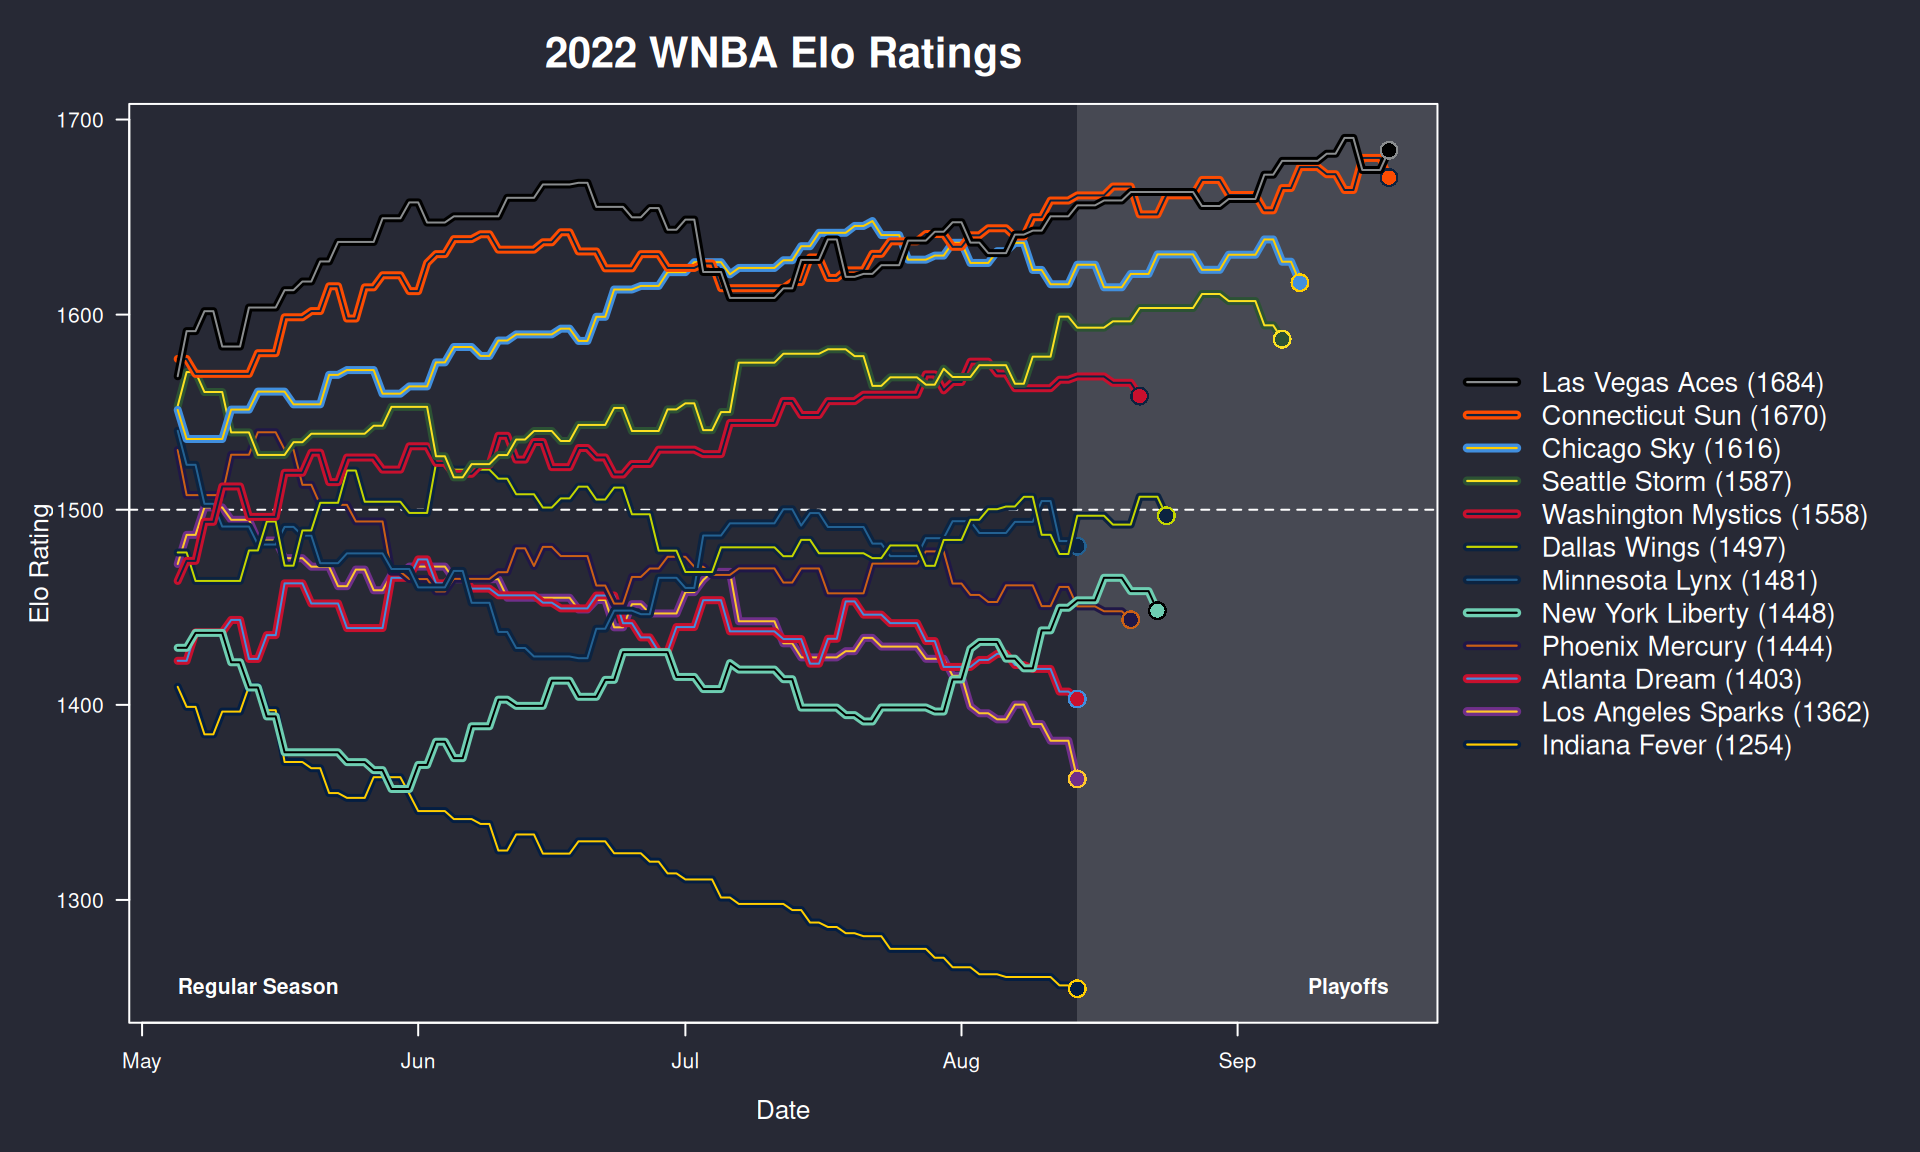 2022 WNBA Elo Ratings
1700
1600
1500
1400
1300
Elo Rating
Regular Season
Playoffs
May
Jun
Jul
Aug
Sep
Date
Las Vegas Aces (1684)
Connecticut Sun (1670)
Chicago Sky (1616)
Seattle Storm (1587)
Washington Mystics (1558)
Dallas Wings (1497)
Minnesota Lynx (1481)
New York Liberty (1448)
Phoenix Mercury (1444)
Atlanta Dream (1403)
Los Angeles Sparks (1362)
Indiana Fever (1254)